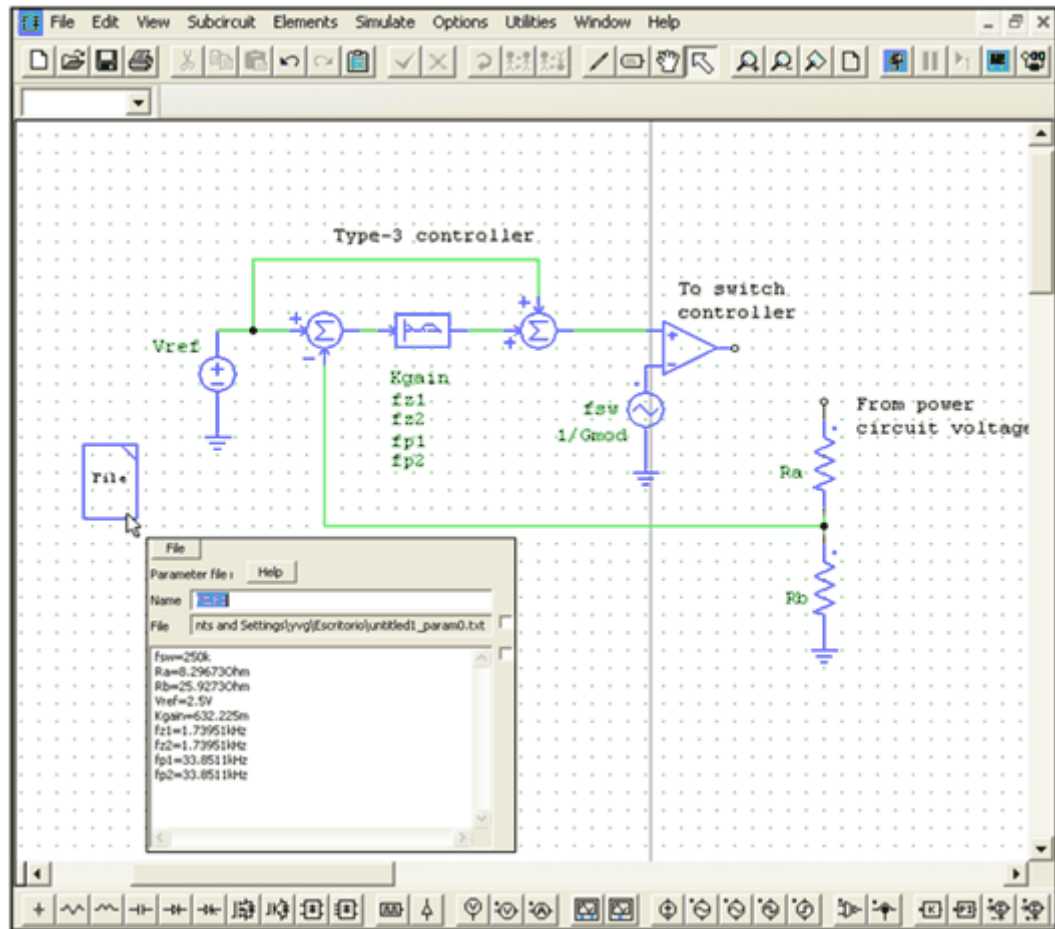 File Edit View Subcircuit Elements Simulate Options Utilities Window Help
Type-3 controller
To switch
controller
Vref
Kgain
fz1
fz2
fp1
fp2
fsw
1/Gmod
From power
circuit voltage
Ra
Rb
File
File
Parameter file :
Help
Name
File nts and Settings\yvg\Escritorio\untitled1_param0.txt
fsw=250k
Ra=8.29673Ohm
Rb=25.9273Ohm
Vref=2.5V
Kgain=632.225m
fz1=1.73951kHz
fz2=1.73951kHz
fp1=33.8511kHz
fp2=33.8511kHz